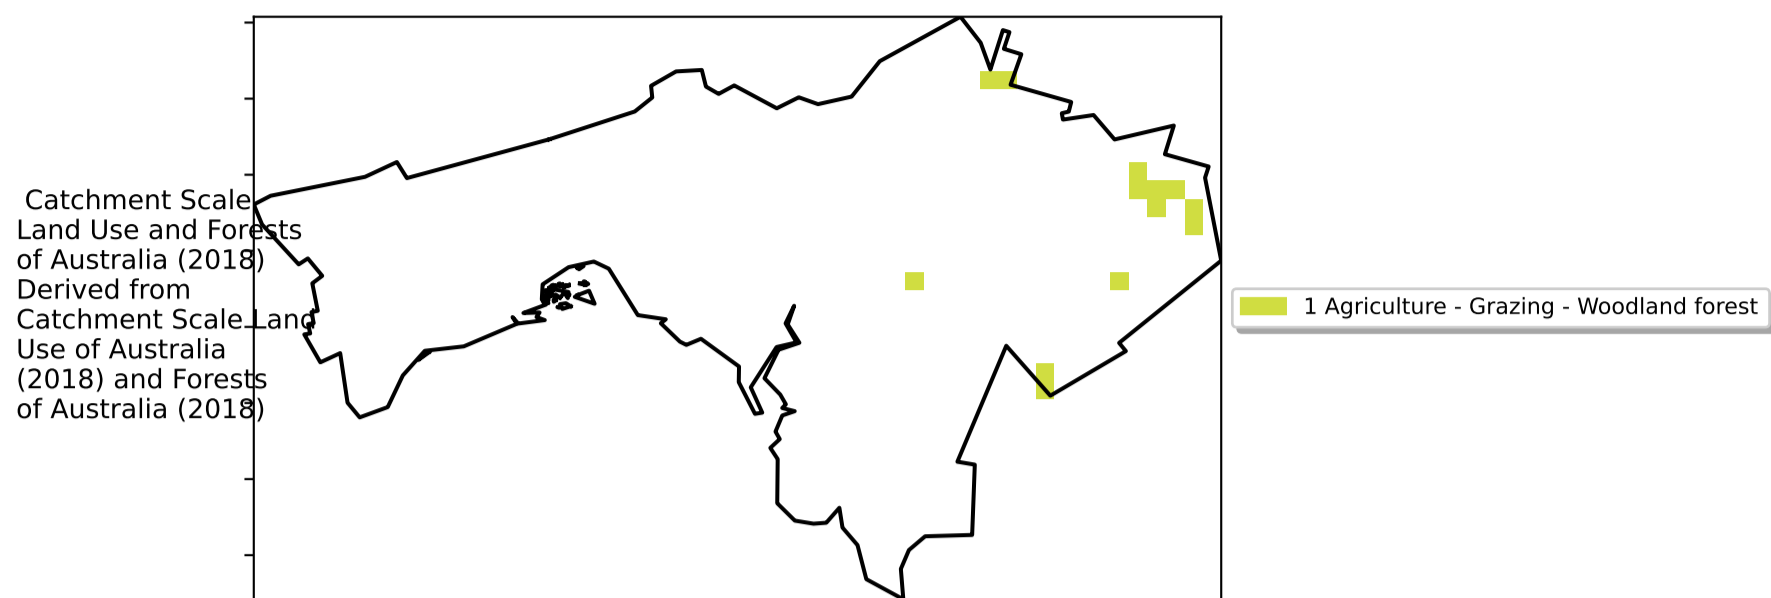 Catchment Scale
Land Use and Forests
of Australia (2018)
Derived from
Catchment Scale Land
Use of Australia
(2018) and Forests
of Australia (2018)
1 Agriculture - Grazing - Woodland forest